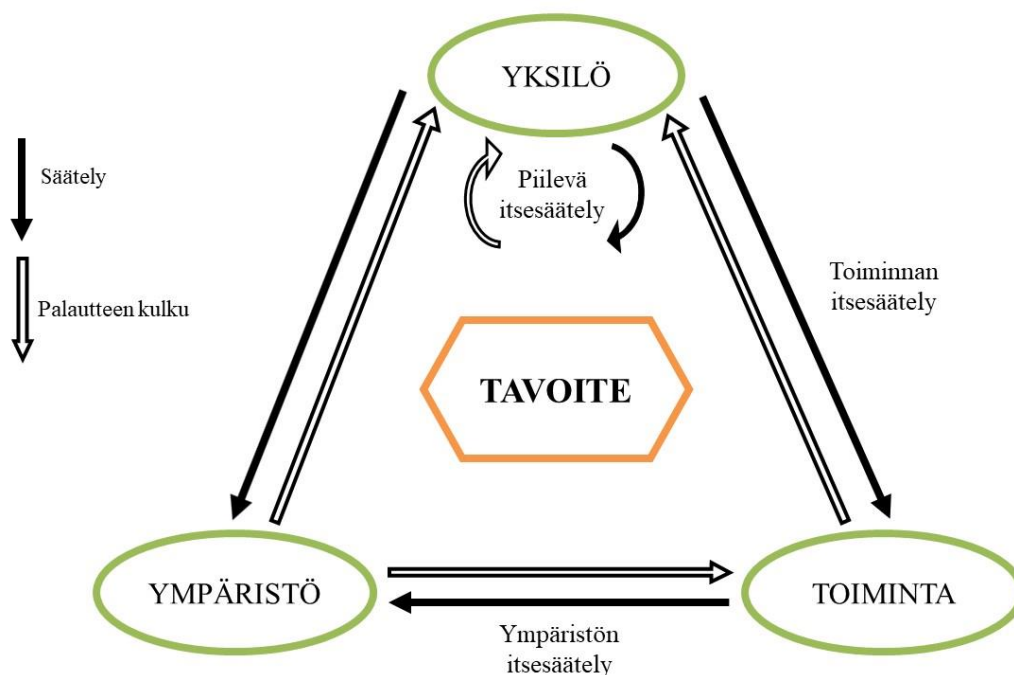 YKSILÖ
Säätely
Piilevä
itsesäätely
Toiminnan
itsesäätely
Palautteen kulku
TAVOITE
YMPÄRISTÖ
TOIMINTA
Ympäristön
itsesäätely